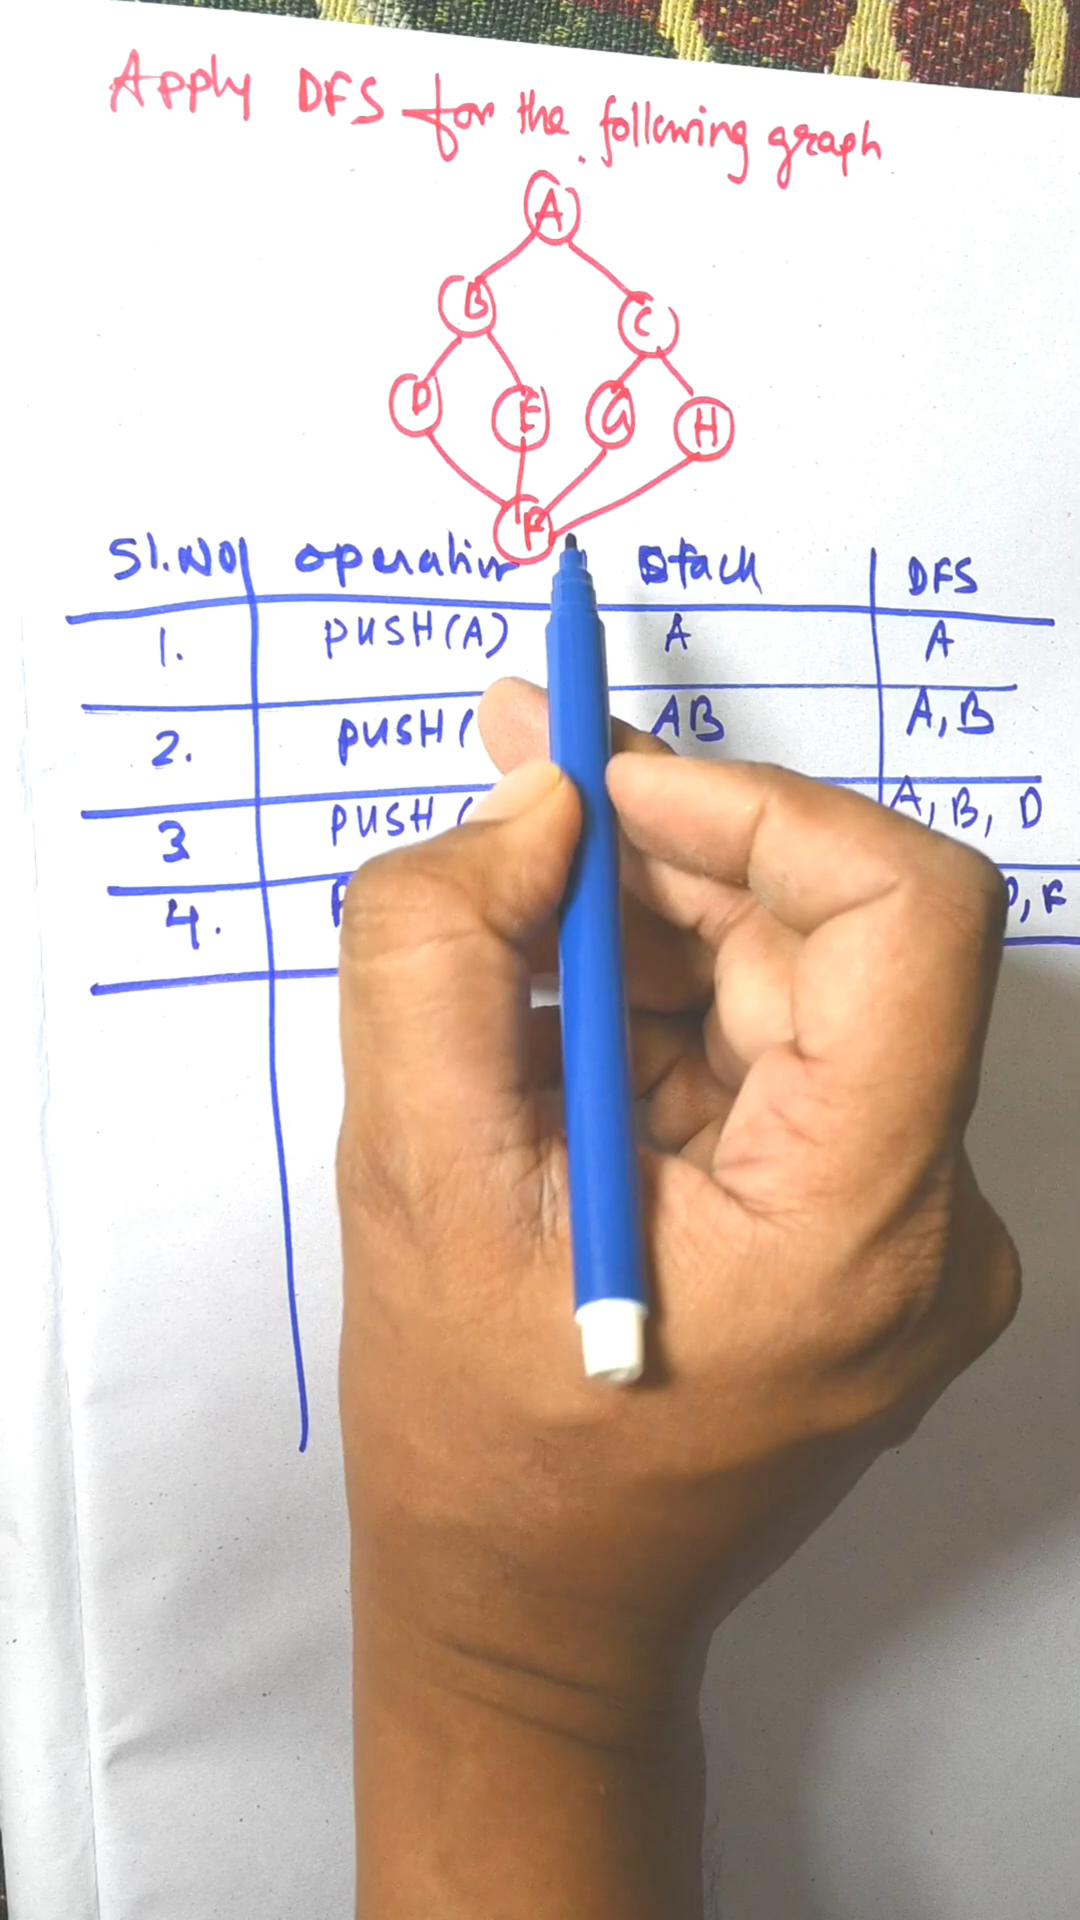 Apply DFS for the following graph
A
B C
D E G H
F
Sl.NO operation Stack DFS
1. PUSH(A) A A
2. PUSH( AB A, B
3 PUSH ( A, B, D
4. P D, F